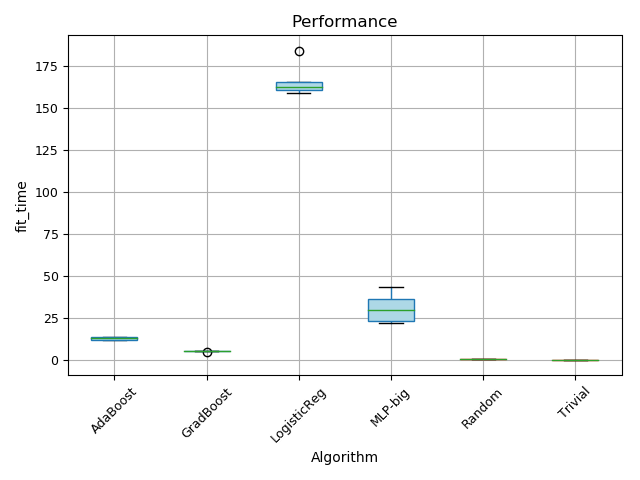 Performance
fit_time
175
150
125
100
75
50
25
0
AdaBoost
GradBoost
LogisticReg
MLP-big
Random
Trivial
Algorithm